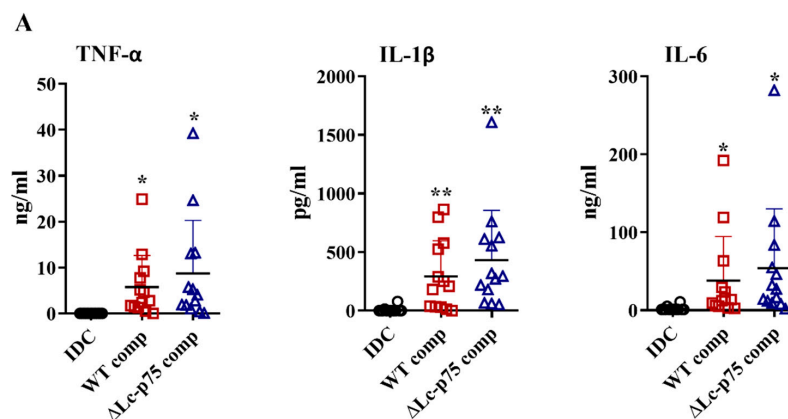 A
TNF-α
ng/ml
50
40
30
20
10
0
*
*
IDC
WT comp
ΔLc-p75 comp
IL-1β
pg/ml
2000
1500
1000
500
0
**
**
IDC
WT comp
ΔLc-p75 comp
IL-6
ng/ml
300
200
100
0
*
*
IDC
WT comp
ΔLc-p75 comp